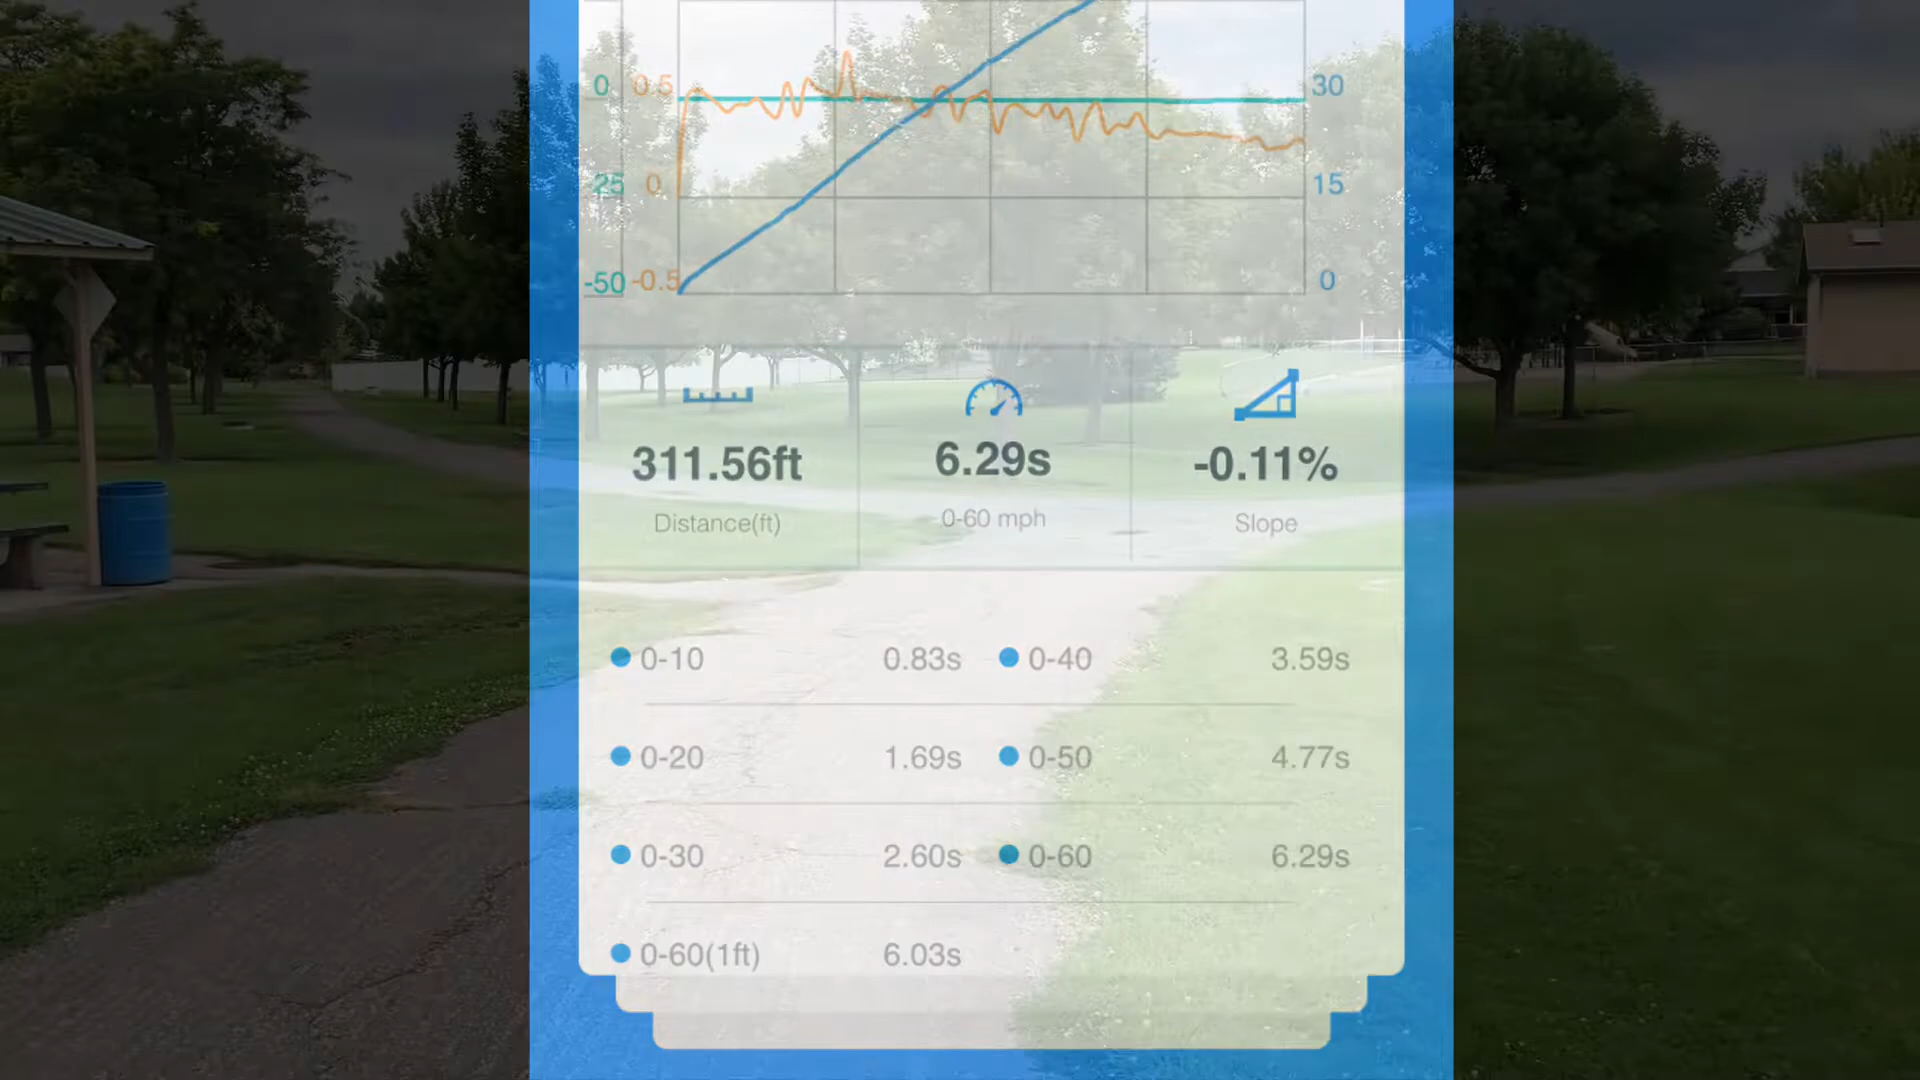 0 0.5 30
-25 0 15
-50 -0.5 0
311.56ft 6.29s -0.11%
Distance(ft) 0-60 mph Slope
0-10 0.83s 0-40 3.59s
0-20 1.69s 0-50 4.77s
0-30 2.60s 0-60 6.29s
0-60(1ft) 6.03s